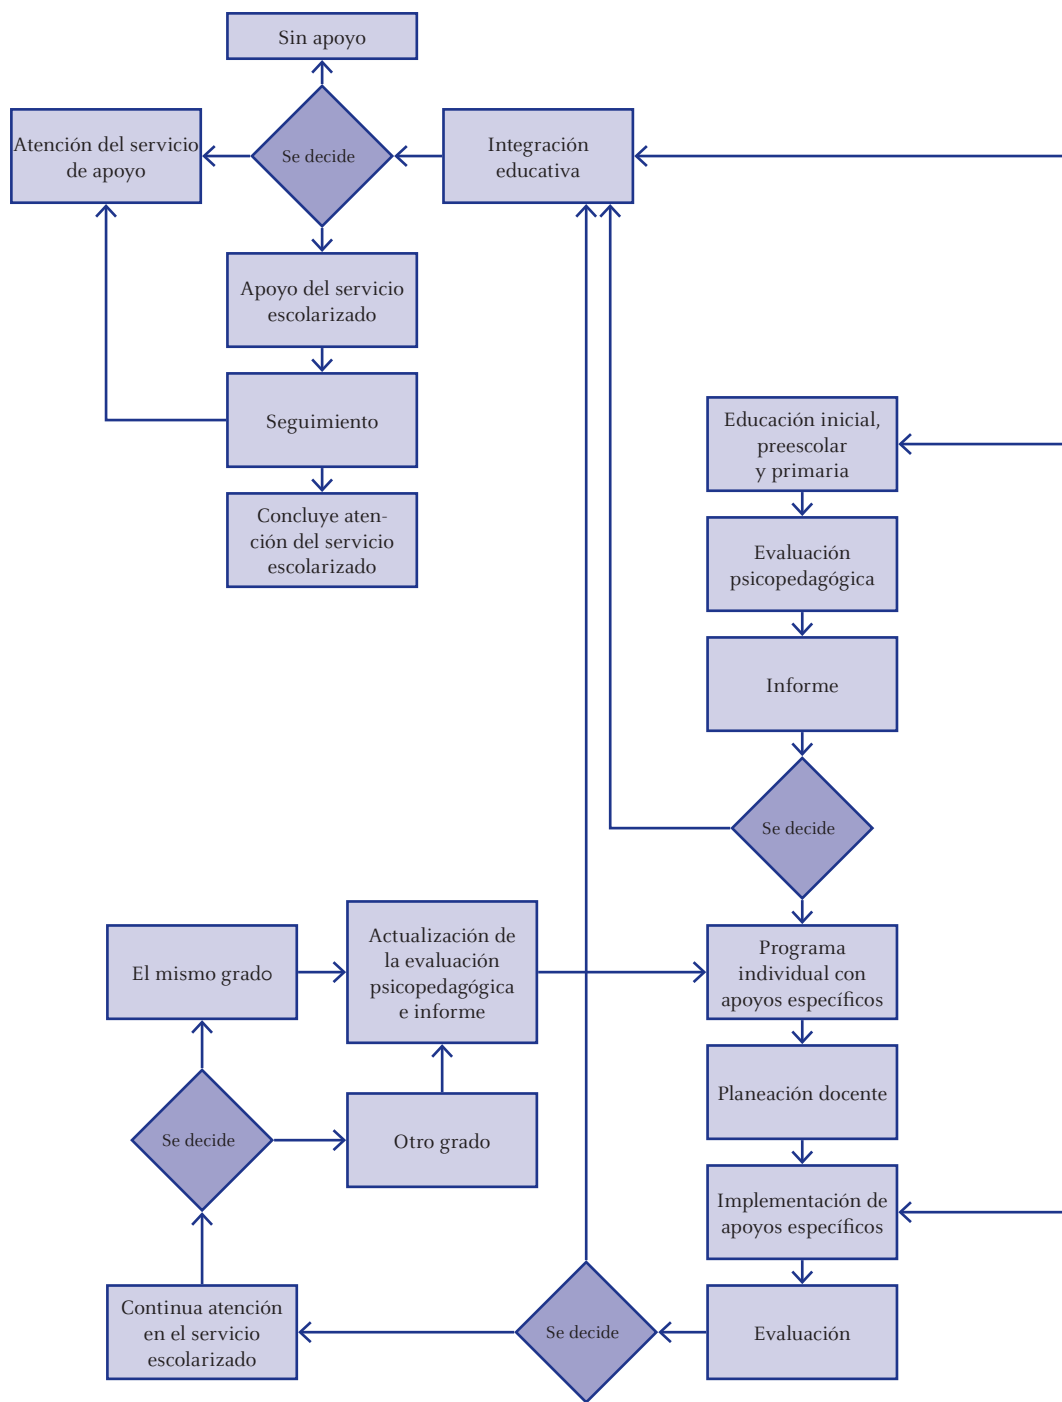 Sin apoyo
Atención del servicio
de apoyo
Se decide
Integración
educativa
Apoyo del servicio
escolarizado
Seguimiento
Concluye aten-
ción del servicio
escolarizado
Educación inicial,
preescolar
y primaria
Evaluación
psicopedagógica
Informe
Se decide
El mismo grado
Actualización de
la evaluación
psicopedagógica
e informe
Programa
individual con
apoyos específicos
Planeación docente
Se decide
Otro grado
Implementación de
apoyos específicos
Continua atención
en el servicio
escolarizado
Se decide
Evaluación